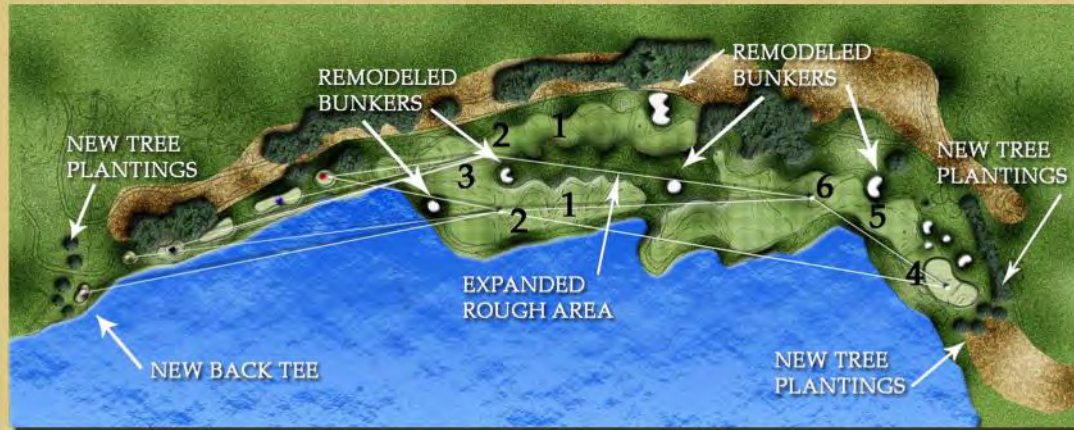 REMODELED
BUNKERS
REMODELED
BUNKERS
NEW TREE
PLANTINGS
NEW TREE
PLANTINGS
2
1
3
2
1
6
5
4
EXPANDED
ROUGH AREA
NEW BACK TEE
NEW TREE
PLANTINGS